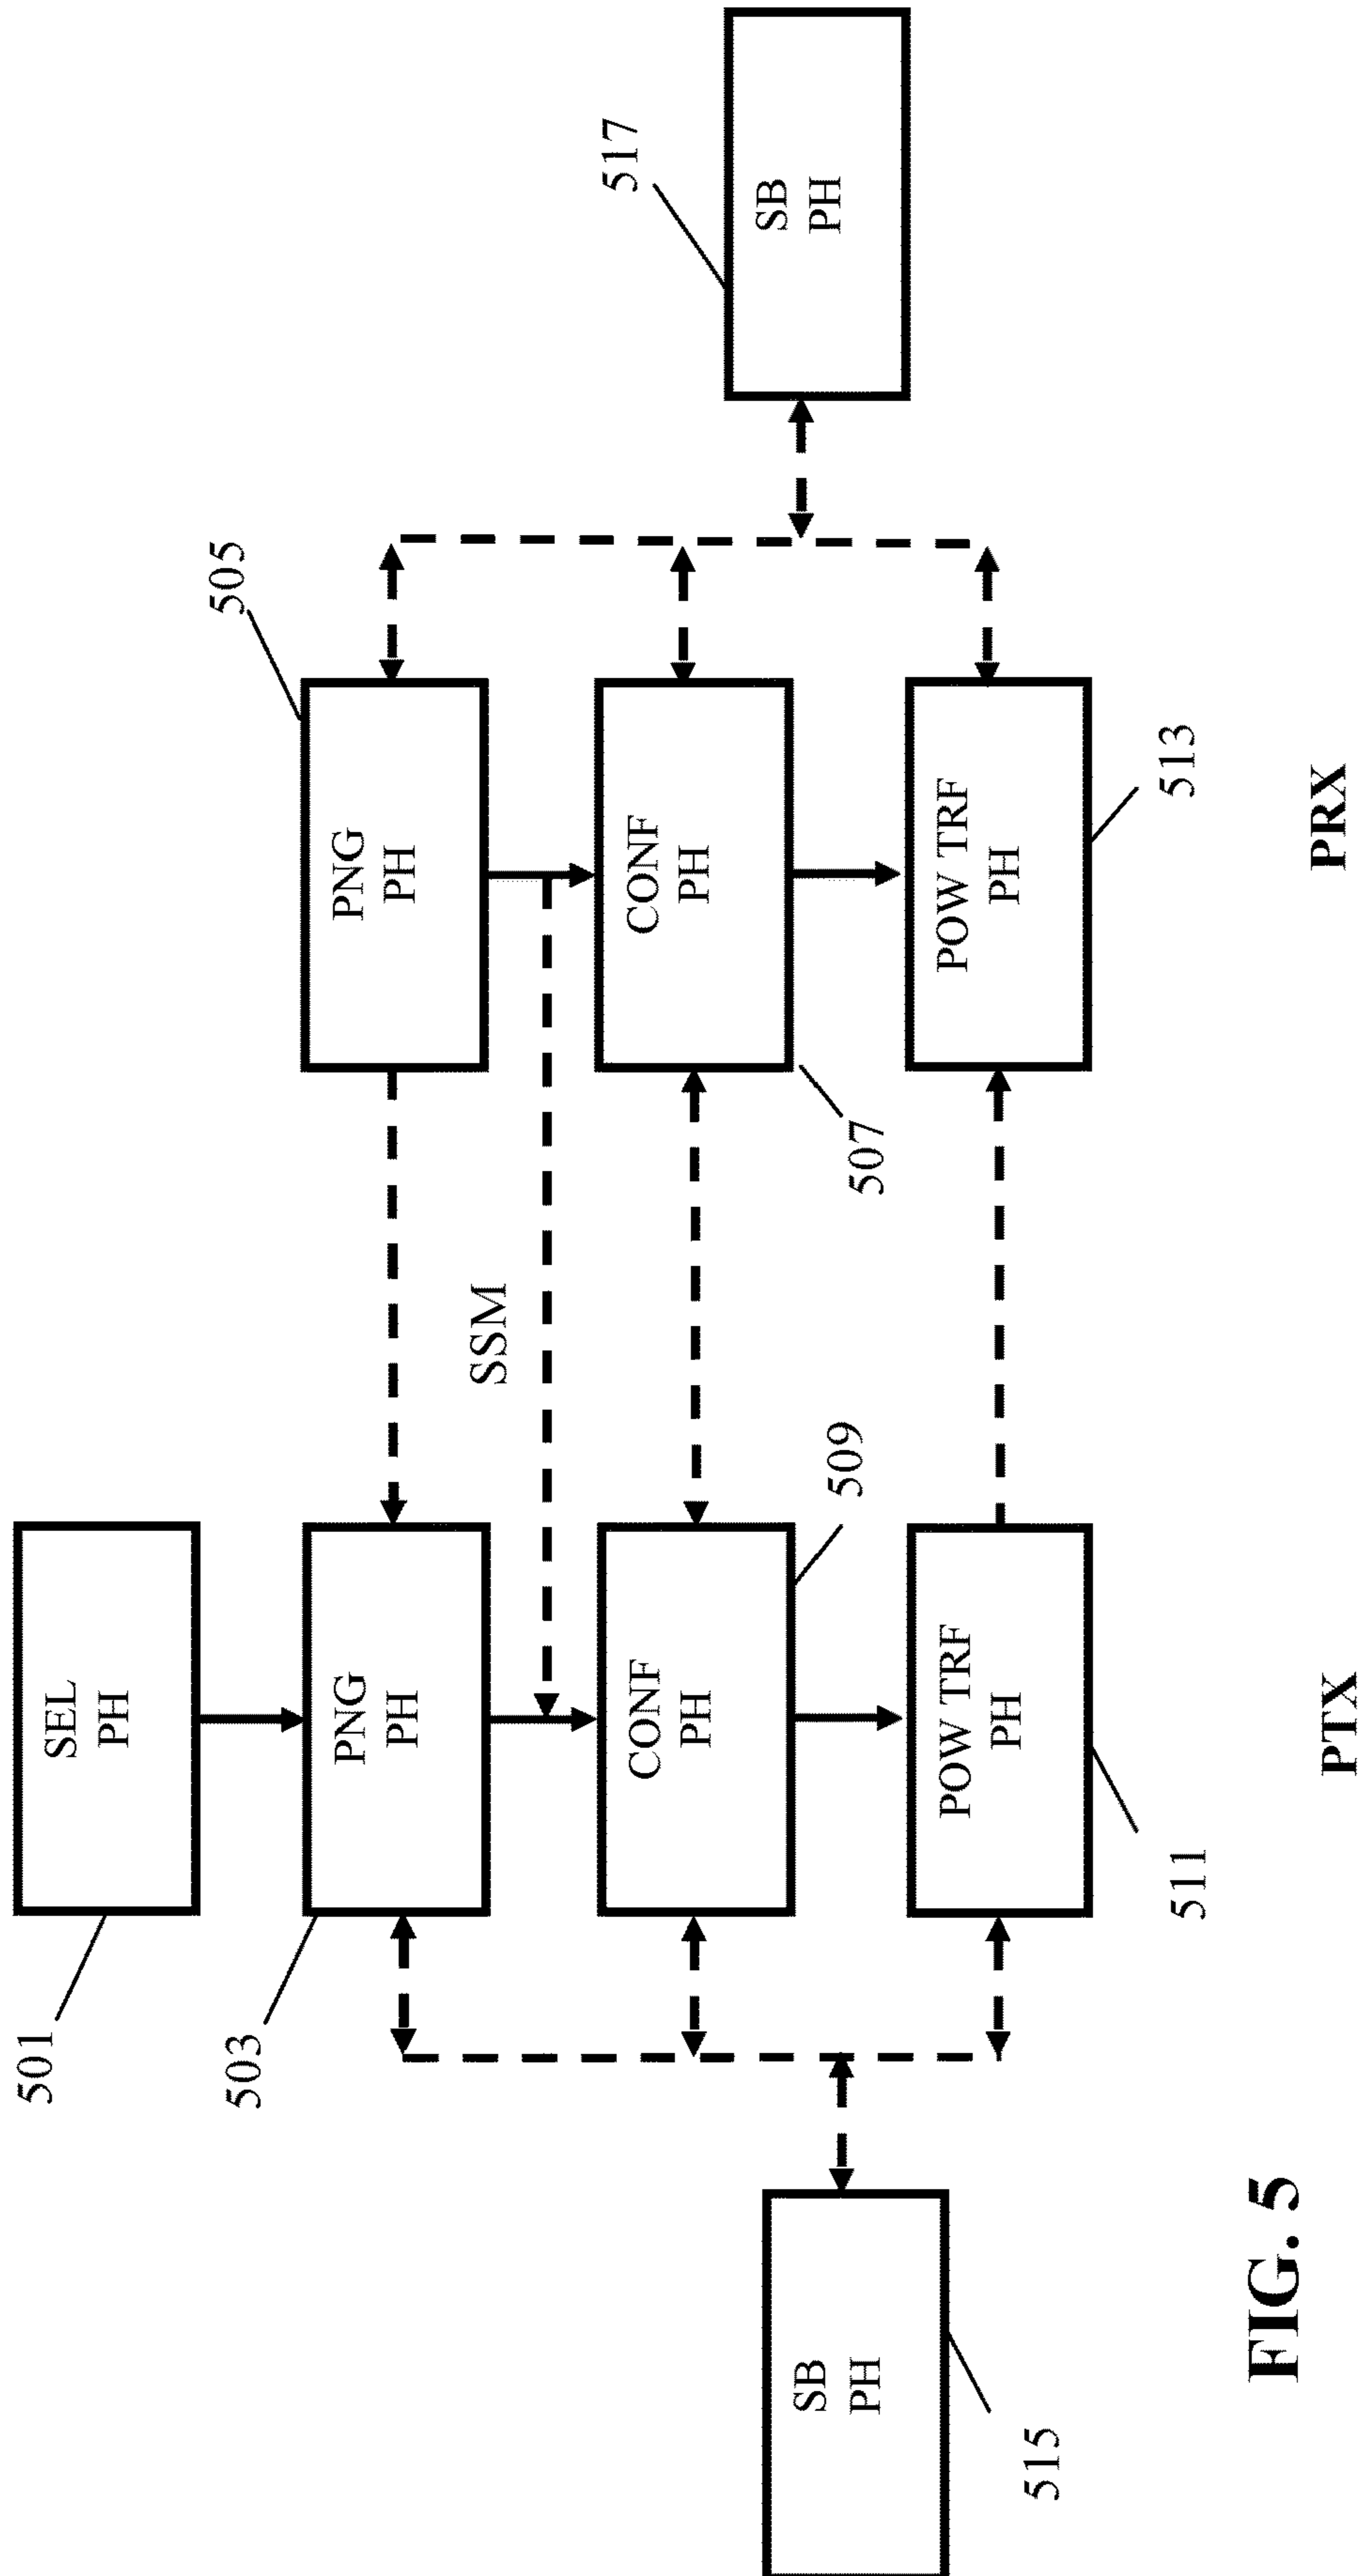 501
SEL
PH
503
PNG
PH
505
PNG
PH
SSM
CONF
PH
509
CONF
PH
507
SB
PH
515
SB
PH
517
POW TRF
PH
511
POW TRF
PH
513
PTX
PRX
FIG. 5